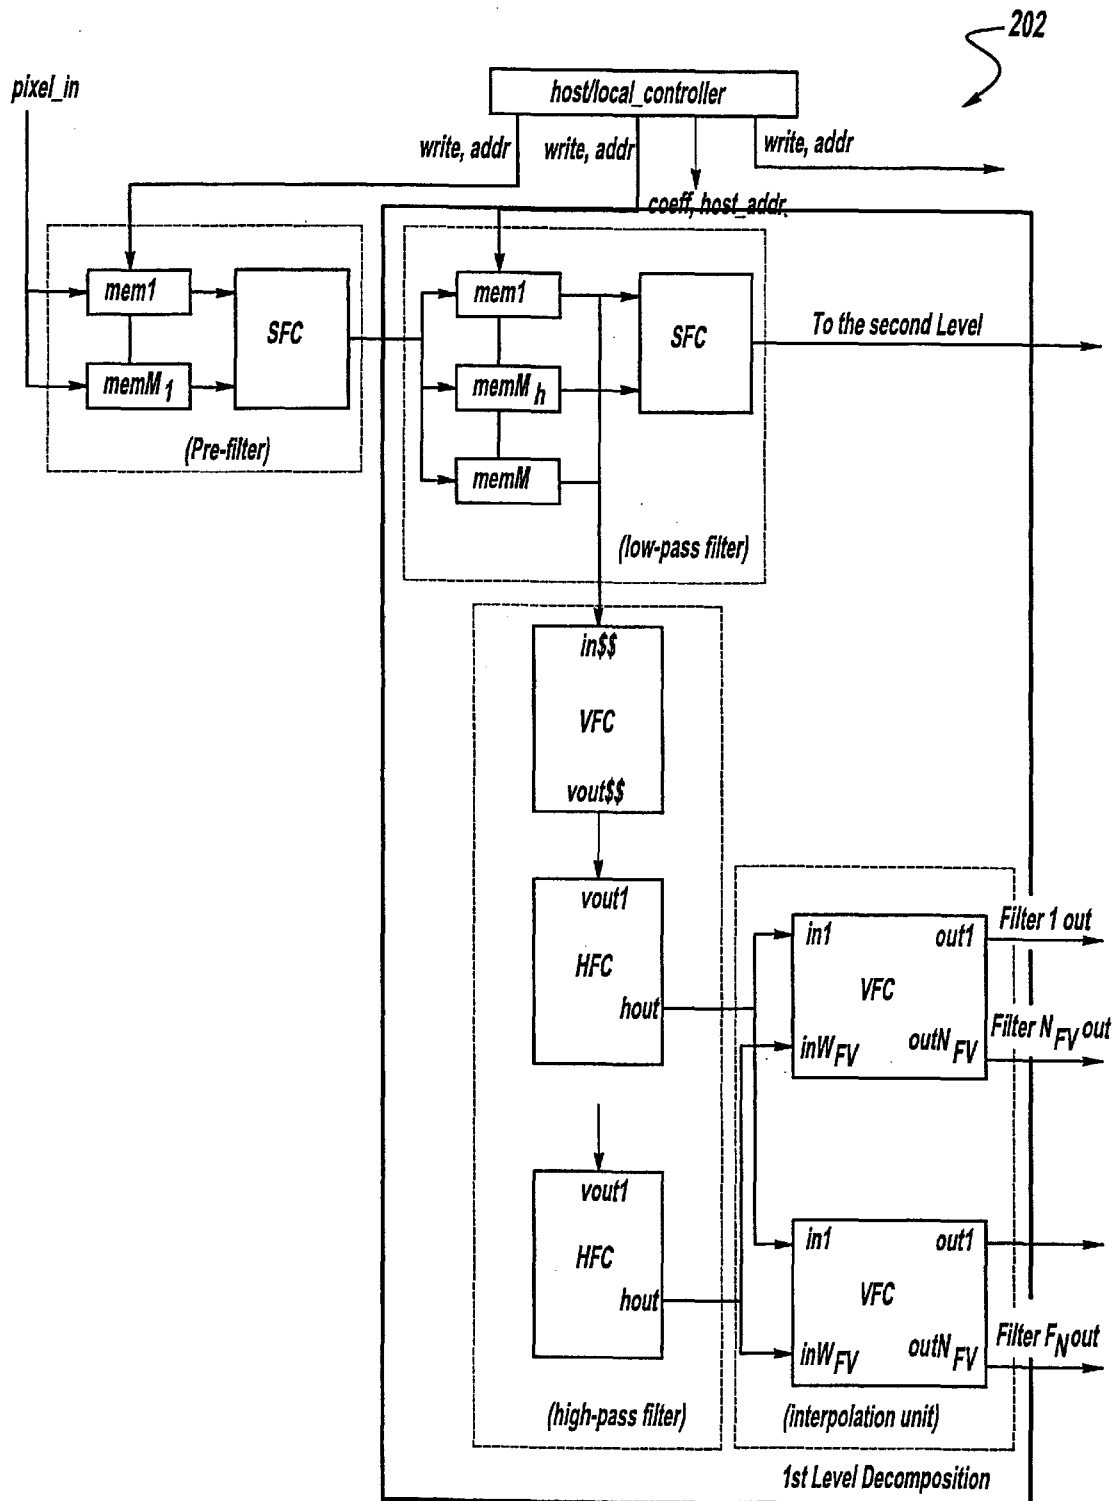 202
pixel_in
host/local_controller
write, addr
write, addr
write, addr
coeff, host_addr.
mem1
SFC
memM1
(Pre-filter)
mem1
SFC
memMh
memM
(low-pass filter)
To the second Level
in$$
VFC
vout$$
vout1
HFC
hout
in1
out1
VFC
inWFV
outNFV
Filter 1 out
Filter NFV out
vout1
HFC
hout
in1
out1
VFC
inWFV
outNFV
Filter FN out
(high-pass filter)
(interpolation unit)
1st Level Decomposition